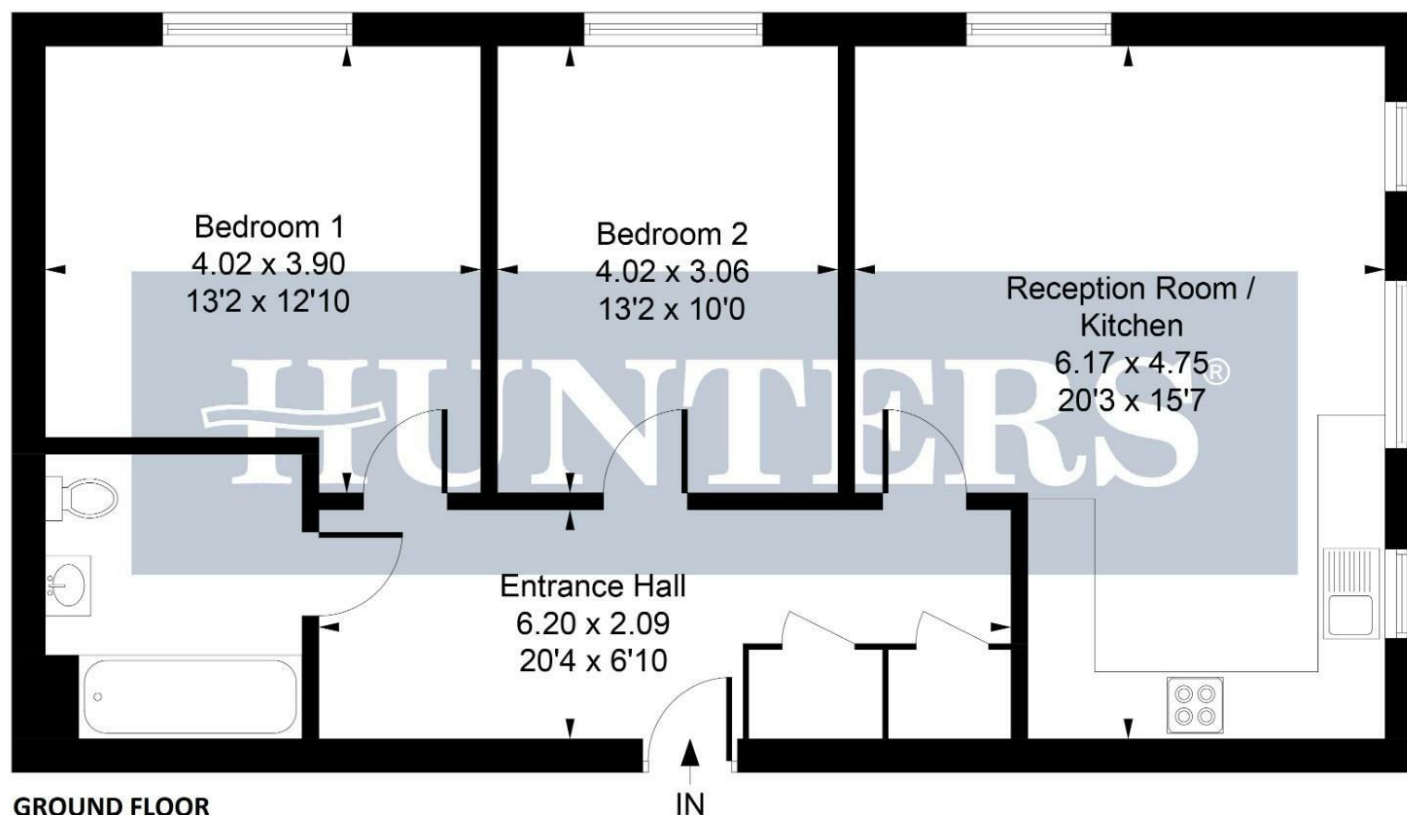 Bedroom 1
4.02 x 3.90
13'2 x 12'10
Bedroom 2
4.02 x 3.06
13'2 x 10'0
Reception Room /
Kitchen
6.17 x 4.75
20'3 x 15'7
HUNTERS®
Entrance Hall
6.20 x 2.09
20'4 x 6'10
GROUND FLOOR
IN